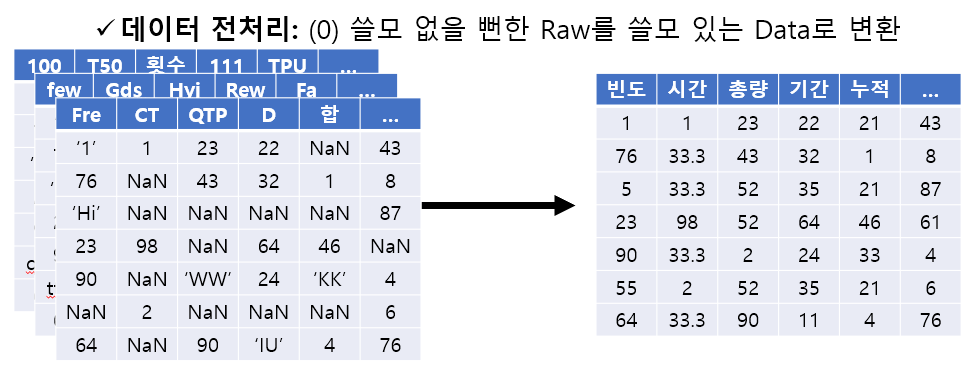 ✓ 데이터 전처리: (0) 쓸모 없을 뻔한 Raw를 쓸모 있는 Data로 변환
100 T50 횟수 111 TPU ...
few Gds Hvi Rew Fa ...
Fre CT QTP D 합 ...
‘1’ 1 23 22 NaN 43
76 NaN 43 32 1 8
‘Hi’ NaN NaN NaN NaN 87
23 98 NaN 64 46 NaN
90 NaN ‘WW’ 24 ‘KK’ 4
NaN 2 NaN NaN NaN 6
64 NaN 90 ‘IU’ 4 76
빈도 시간 총량 기간 누적 ...
1 1 23 22 21 43
76 33.3 43 32 1 8
5 33.3 52 35 21 87
23 98 52 64 46 61
90 33.3 2 24 33 4
55 2 52 35 21 6
64 33.3 90 11 4 76